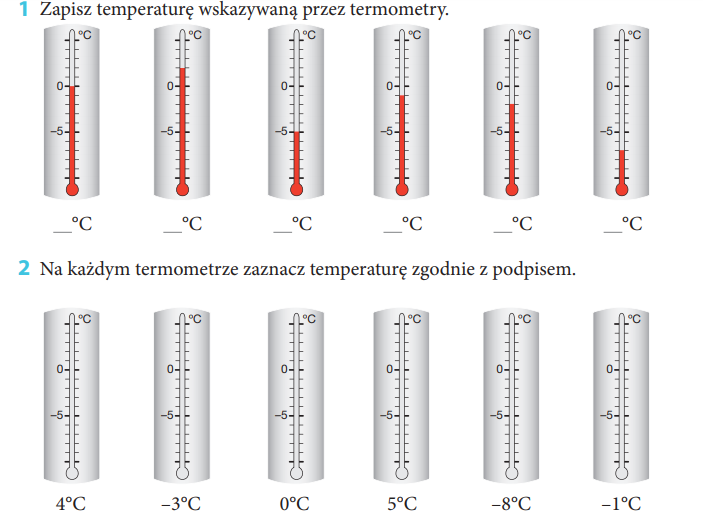 1 Zapisz temperaturę wskazywaną przez termometry.
°C °C °C °C °C °C
0 0 0 0 0 0
–5 –5 –5 –5 –5 –5
__°C __°C __°C __°C __°C __°C
2 Na każdym termometrze zaznacz temperaturę zgodnie z podpisem.
°C °C °C °C °C °C
0 0 0 0 0 0
–5 –5 –5 –5 –5 –5
4°C –3°C 0°C 5°C –8°C –1°C